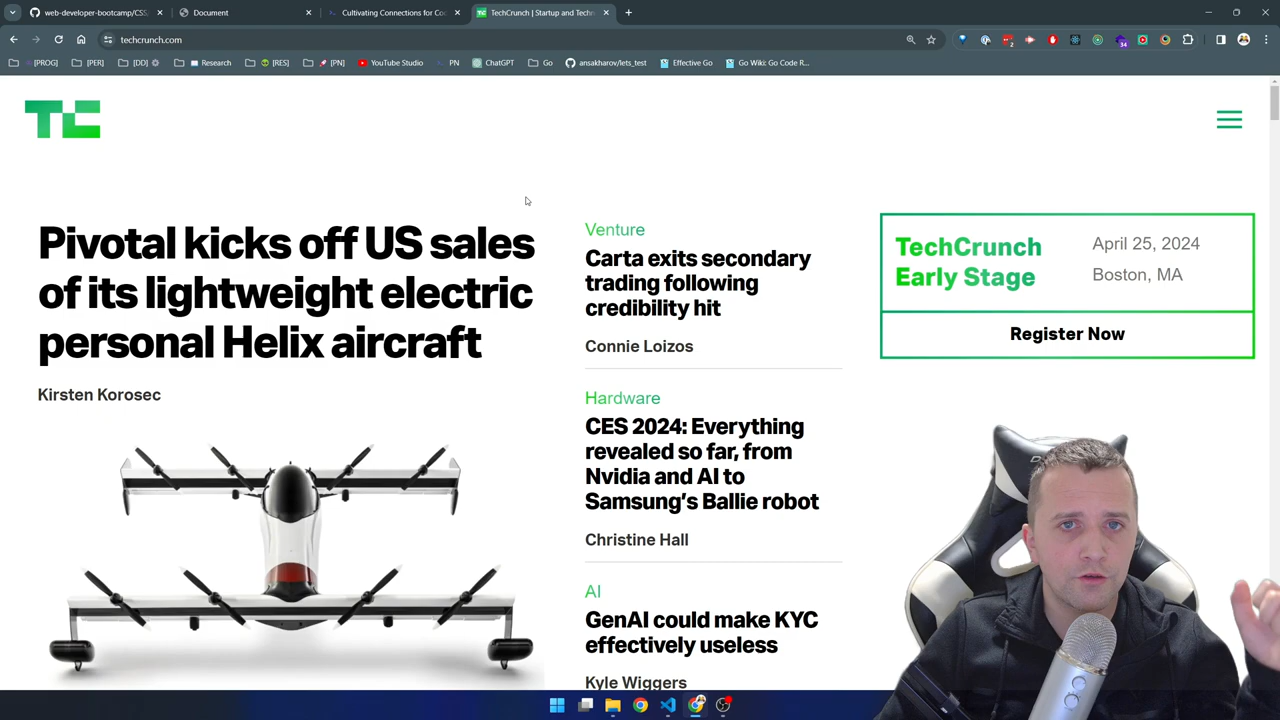 web-developer-bootcamp/CSS
Document
Cultivating Connections for Co
TechCrunch | Startup and Techn
techcrunch.com
2
34
[PROG]
[PER]
[DD]
Research
[RES]
[PN]
YouTube Studio
PN
ChatGPT
Go
ansakharov/lets_test
Effective Go
Go Wiki: Go Code R...
TC
Pivotal kicks off US sales
of its lightweight electric
personal Helix aircraft
Kirsten Korosec
Venture
Carta exits secondary
trading following
credibility hit
Connie Loizos
Hardware
CES 2024: Everything
revealed so far, from
Nvidia and AI to
Samsung’s Ballie robot
Christine Hall
AI
GenAI could make KYC
effectively useless
Kyle Wiggers
TechCrunch
Early Stage
April 25, 2024
Boston, MA
Register Now